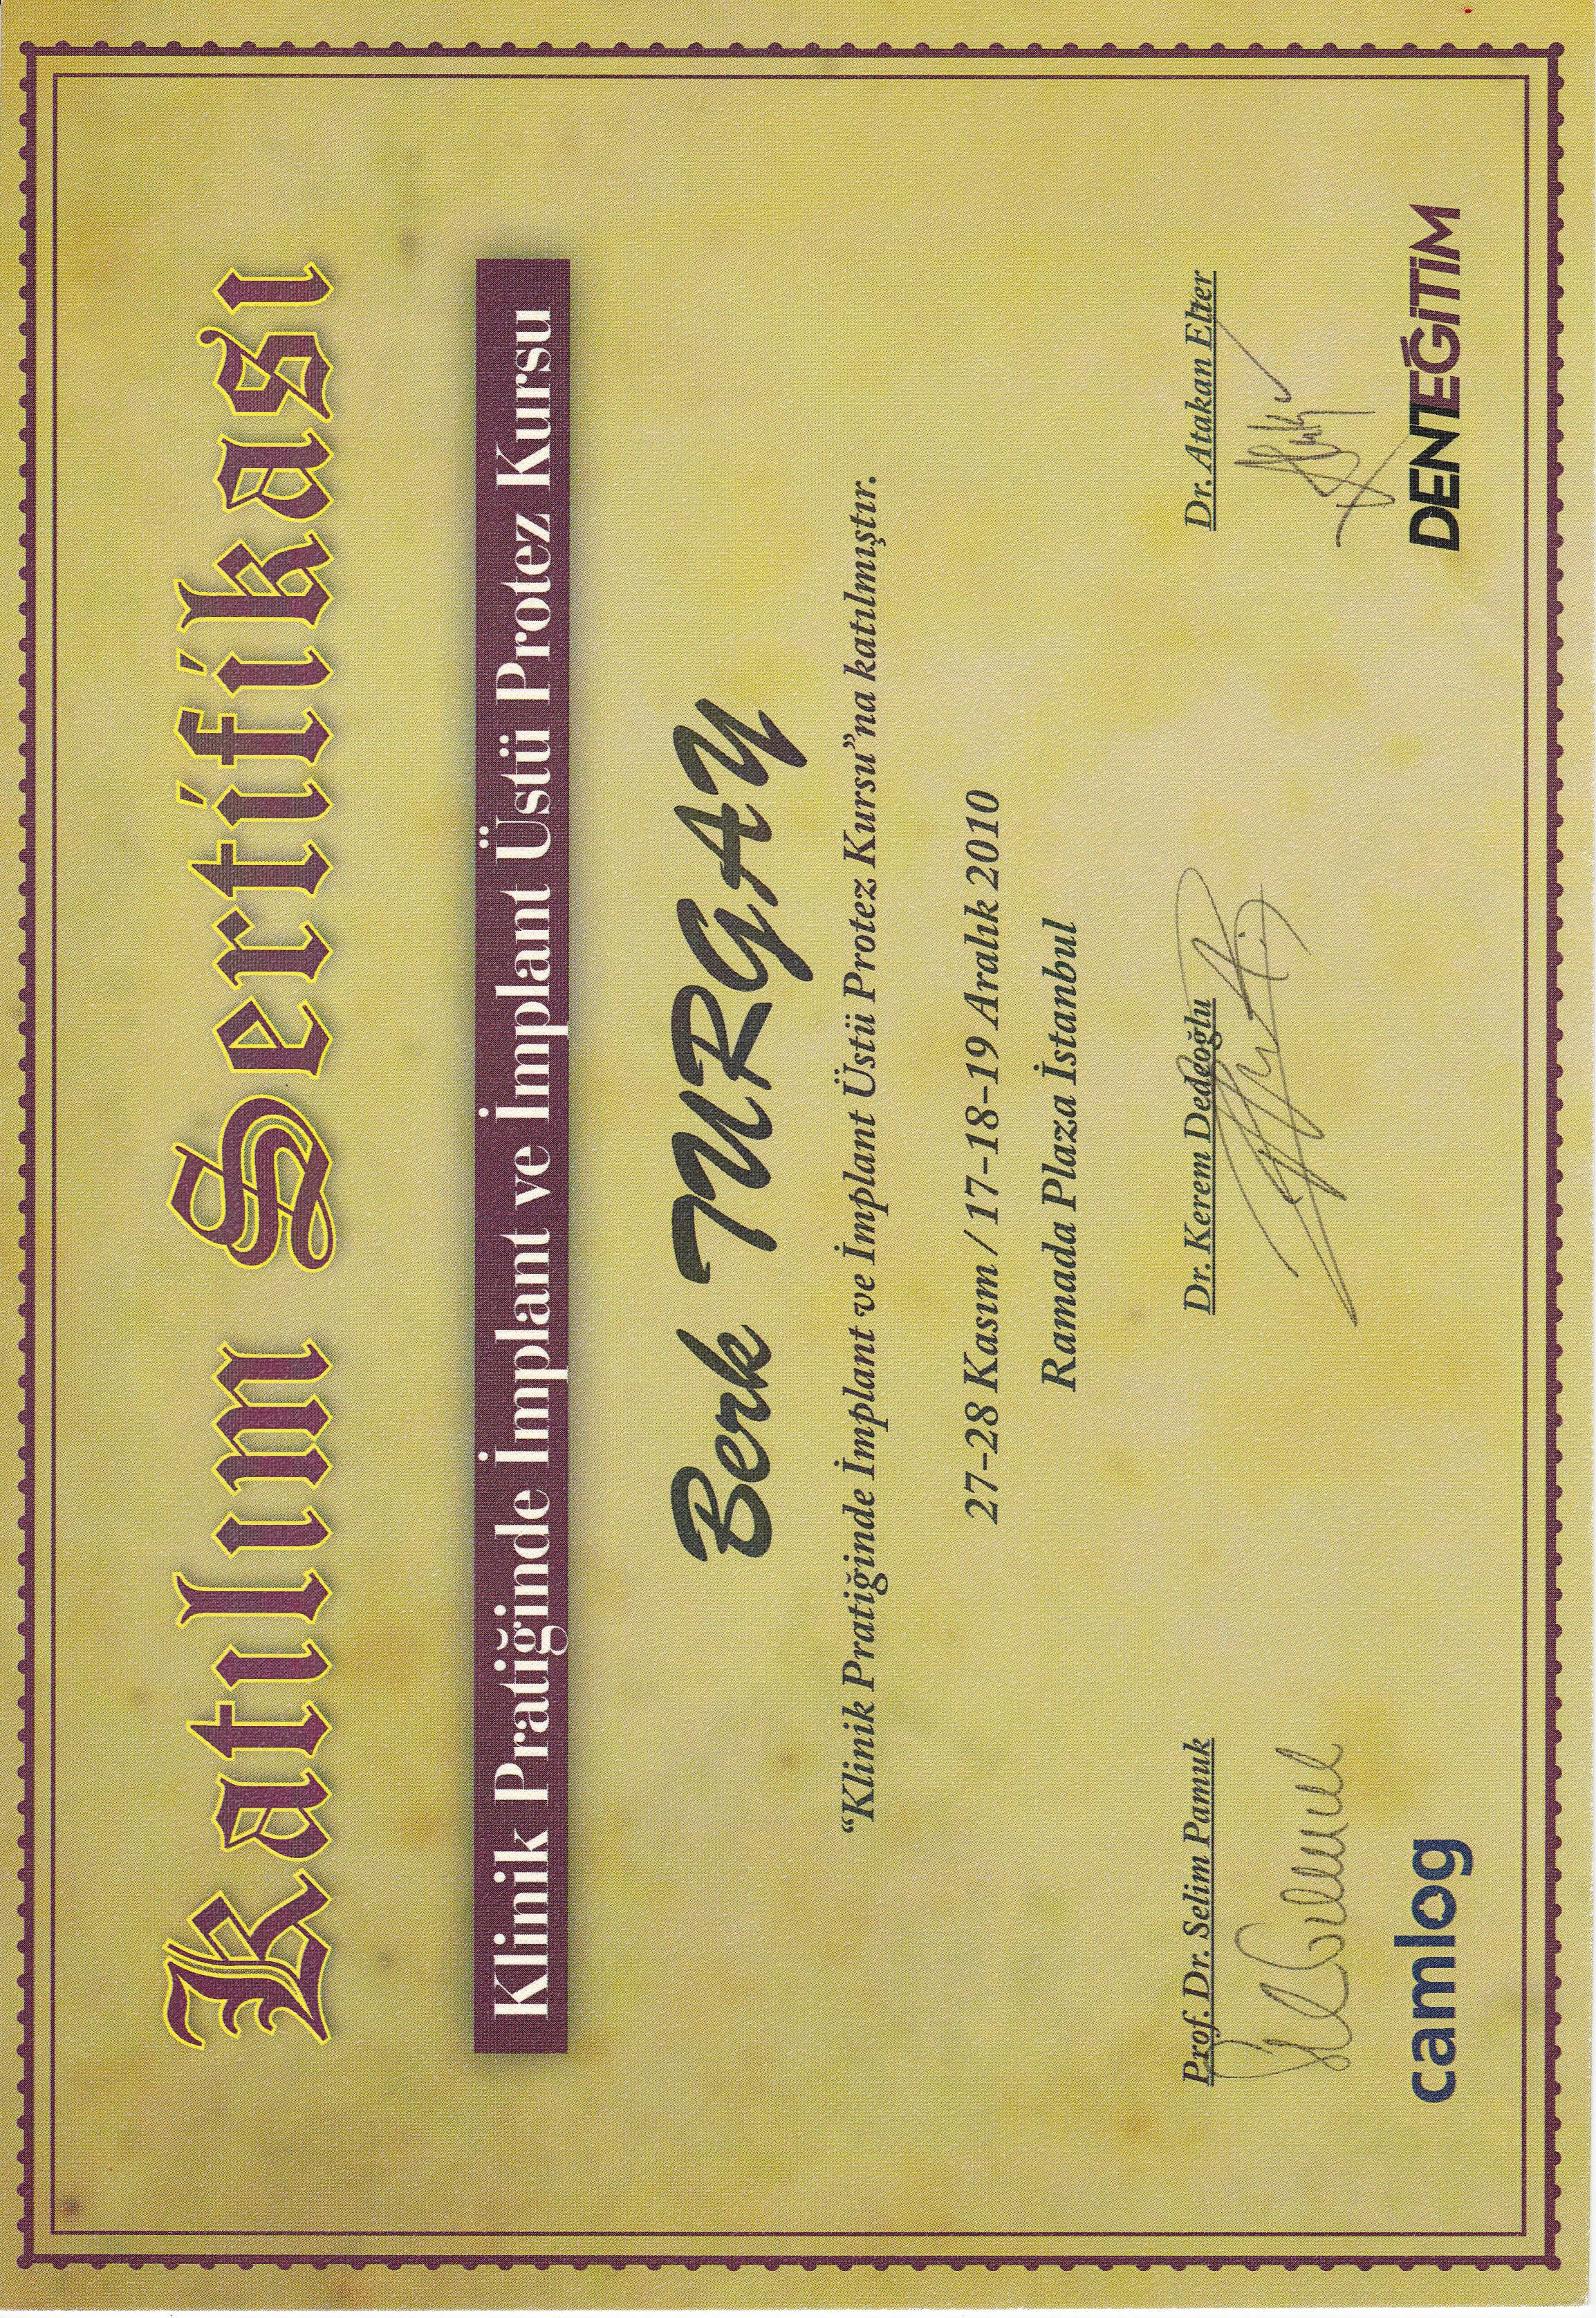 Katılım Sertifikası
Klinik Pratiğinde İmplant ve İmplant Üstü Protez Kursu
Berk TURGAY
“Klinik Pratiğinde İmplant ve İmplant Üstü Protez Kursu”na katılmıştır.
27-28 Kasım / 17-18-19 Aralık 2010
Ramada Plaza İstanbul
Prof. Dr. Selim Pamuk
Dr. Kerem Dedeoğlu
Dr. Atakan Elter
camlog
DENTEĞİTİM